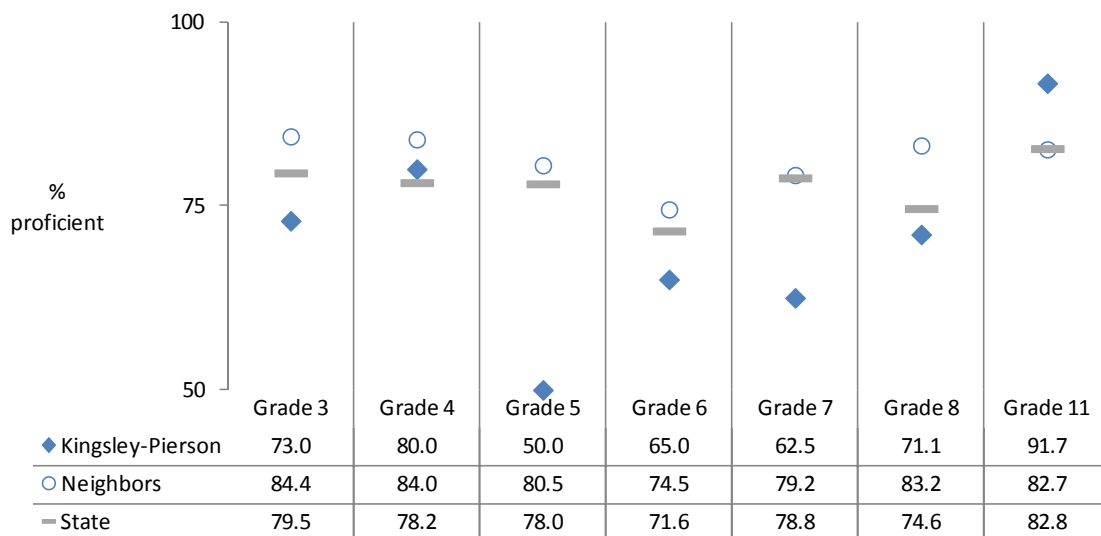 100
75
%
proficient
50
Grade 3 Grade 4 Grade 5 Grade 6 Grade 7 Grade 8 Grade 11
Kingsley-Pierson 73.0 80.0 50.0 65.0 62.5 71.1 91.7
Neighbors 84.4 84.0 80.5 74.5 79.2 83.2 82.7
State 79.5 78.2 78.0 71.6 78.8 74.6 82.8